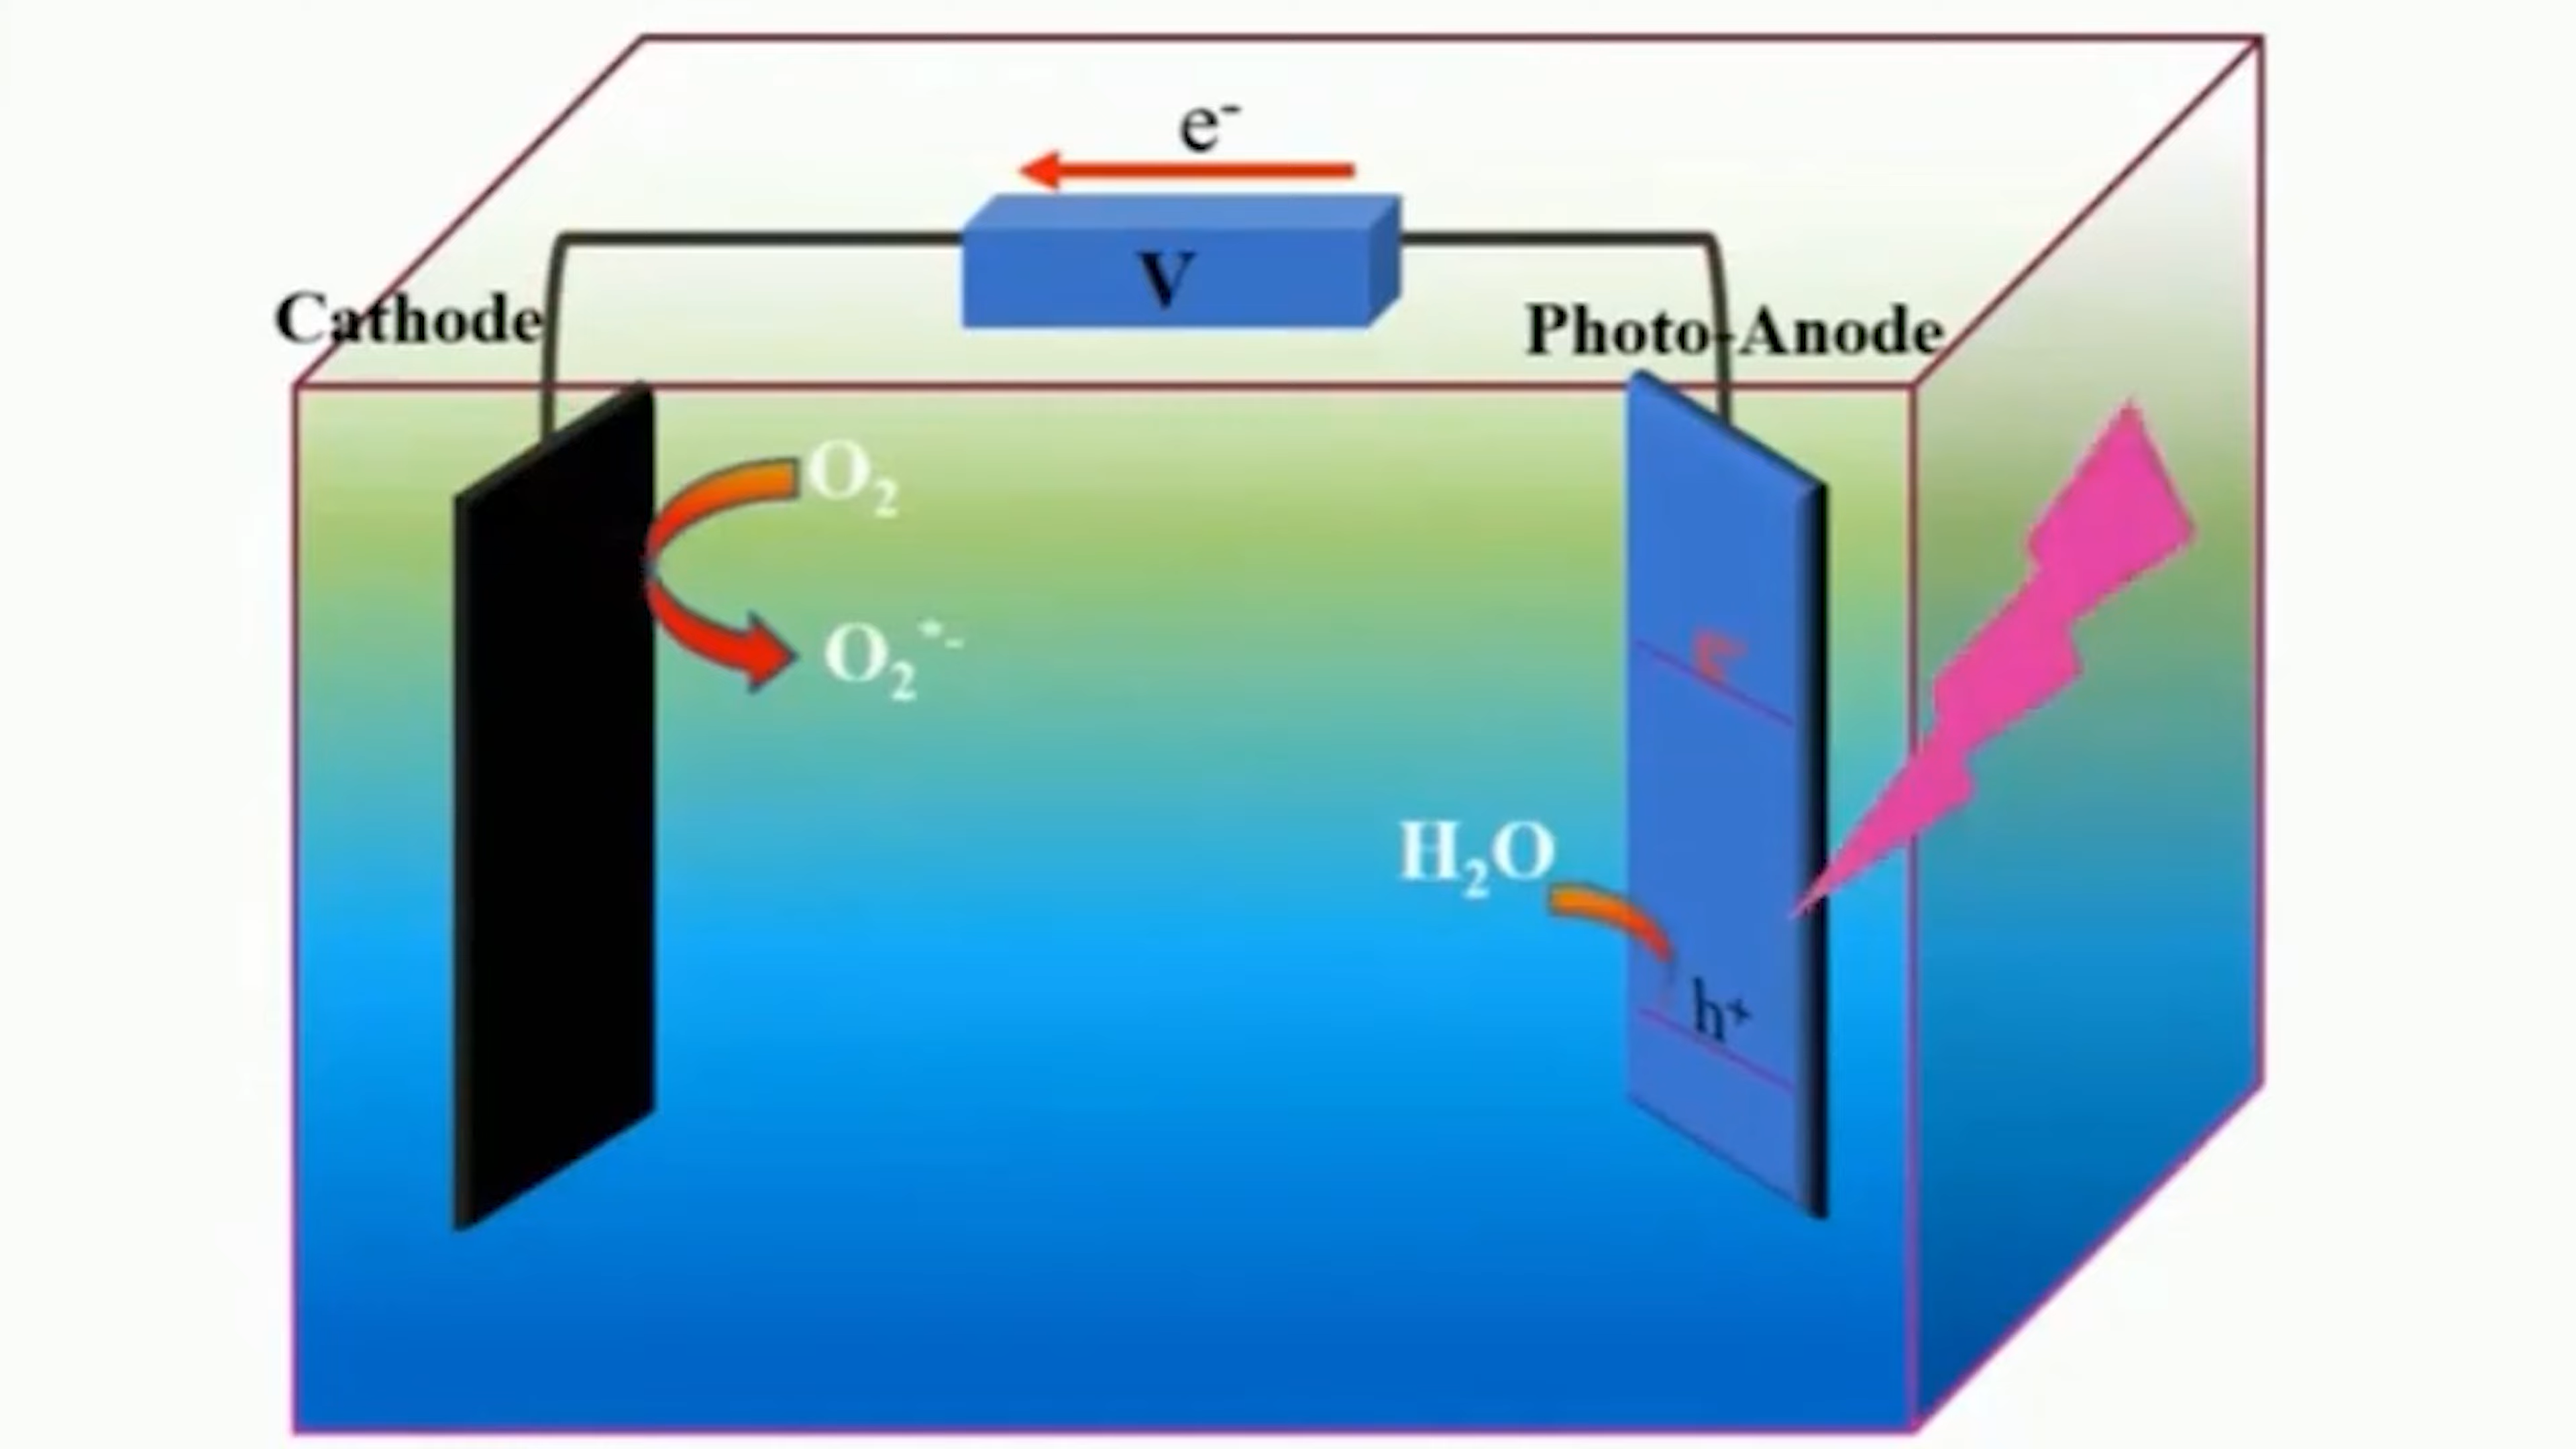 e⁻
V
Cathode
Photo-Anode
O₂
O₂*-
e⁻
H₂O
h⁺